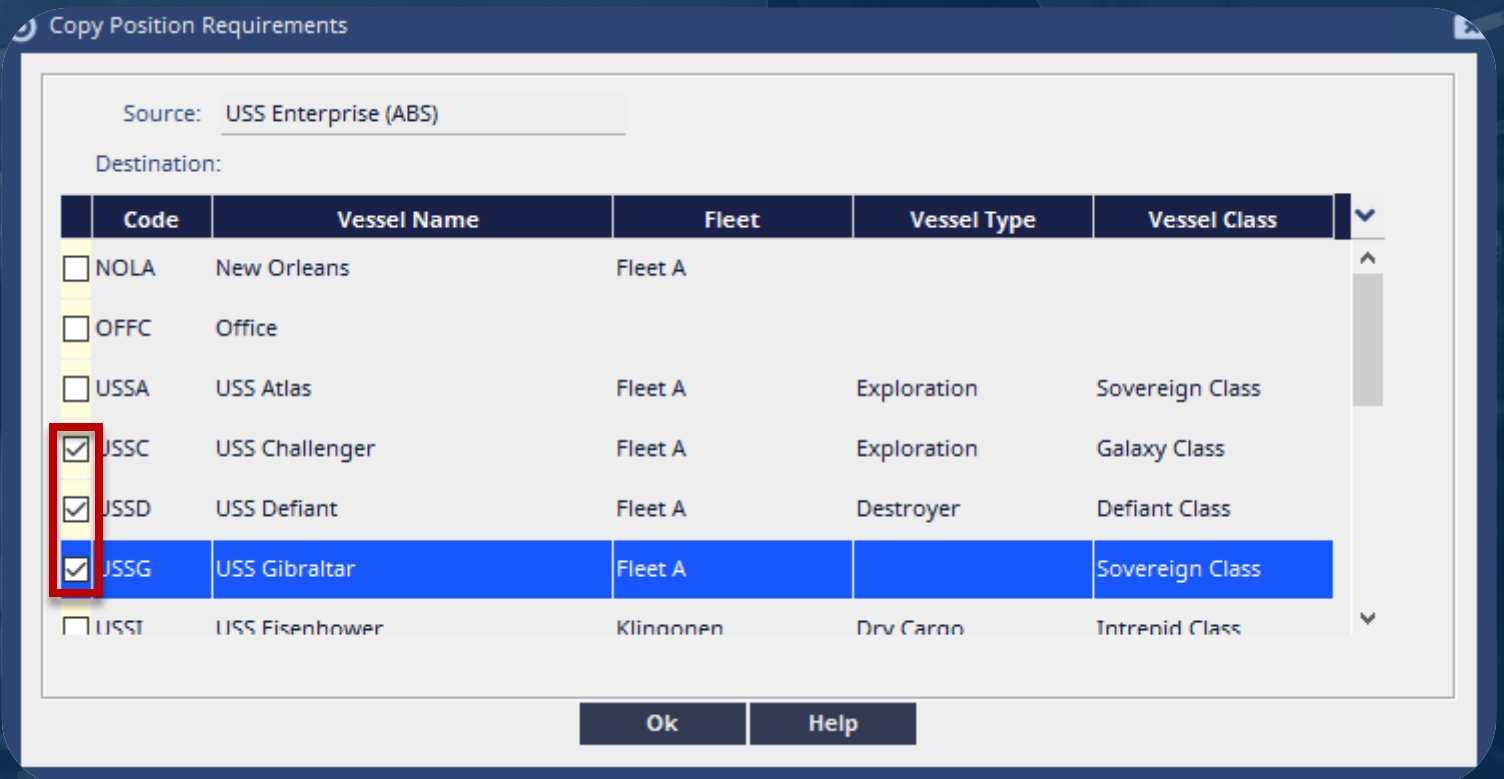 Copy Position Requirements
Source: USS Enterprise (ABS)
Destination:
Code Vessel Name Fleet Vessel Type Vessel Class
NOLA New Orleans Fleet A
OFFC Office
USSA USS Atlas Fleet A Exploration Sovereign Class
USSC USS Challenger Fleet A Exploration Galaxy Class
USSD USS Defiant Fleet A Destroyer Defiant Class
USSG USS Gibraltar Fleet A Sovereign Class
USSI USS Eisenhower Klingonen Dry Cargo Intrepid Class
Ok Help